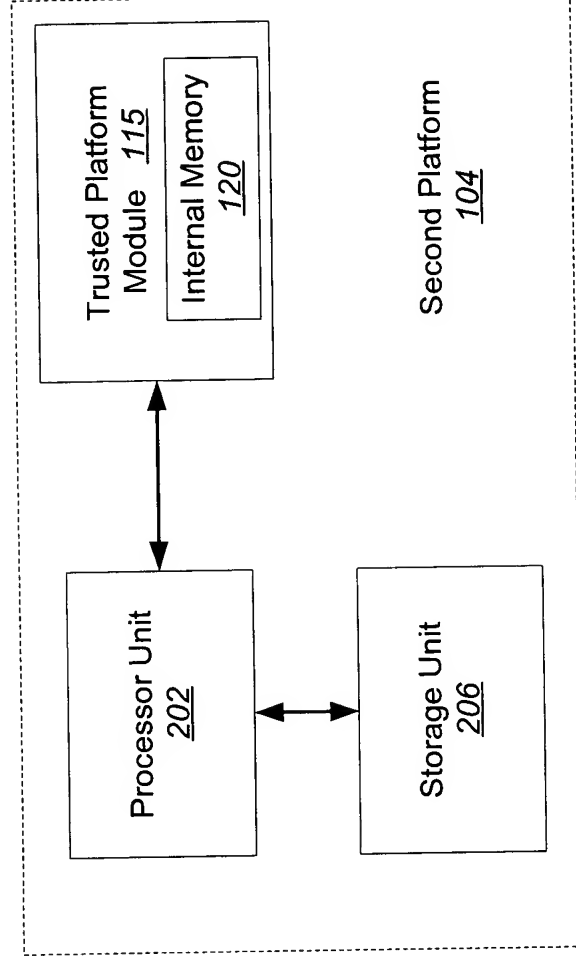 Processor Unit
202
Trusted Platform
Module 115
Internal Memory
120
Storage Unit
206
Second Platform
104